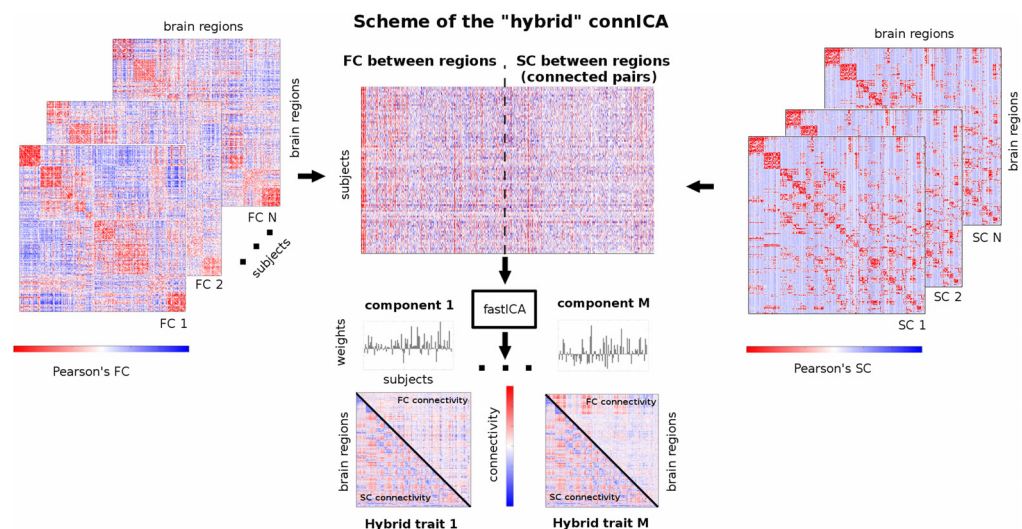 Scheme of the "hybrid" connICA
brain regions
brain regions
FC N
FC 2
FC 1
subjects
Pearson's FC
FC between regions
SC between regions
(connected pairs)
subjects
brain regions
brain regions
SC N
SC 2
SC 1
Pearson's SC
fastICA
component 1
component M
weights
subjects
connectivity
brain regions
FC connectivity
SC connectivity
Hybrid trait 1
FC connectivity
SC connectivity
brain regions
Hybrid trait M